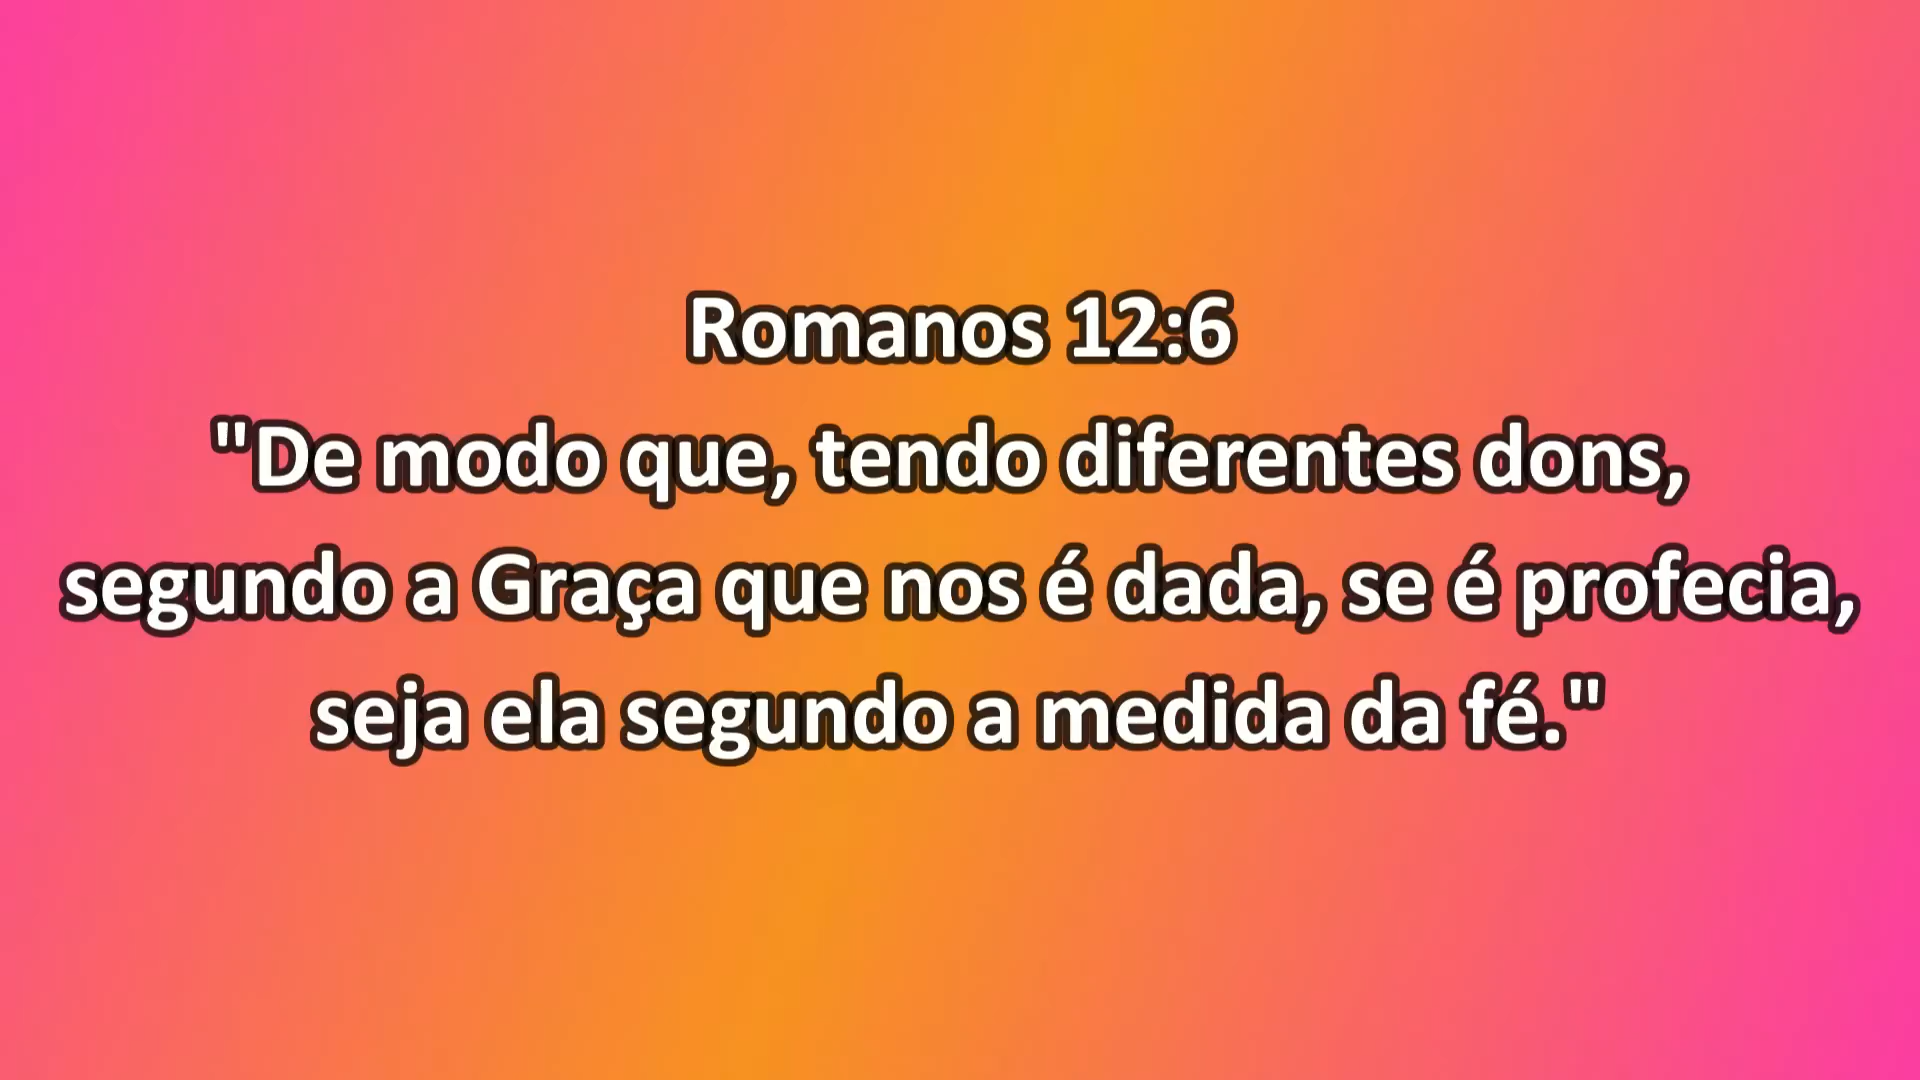 Romanos 12:6
"De modo que, tendo diferentes dons,
segundo a Graça que nos é dada, se é profecia,
seja ela segundo a medida da fé."